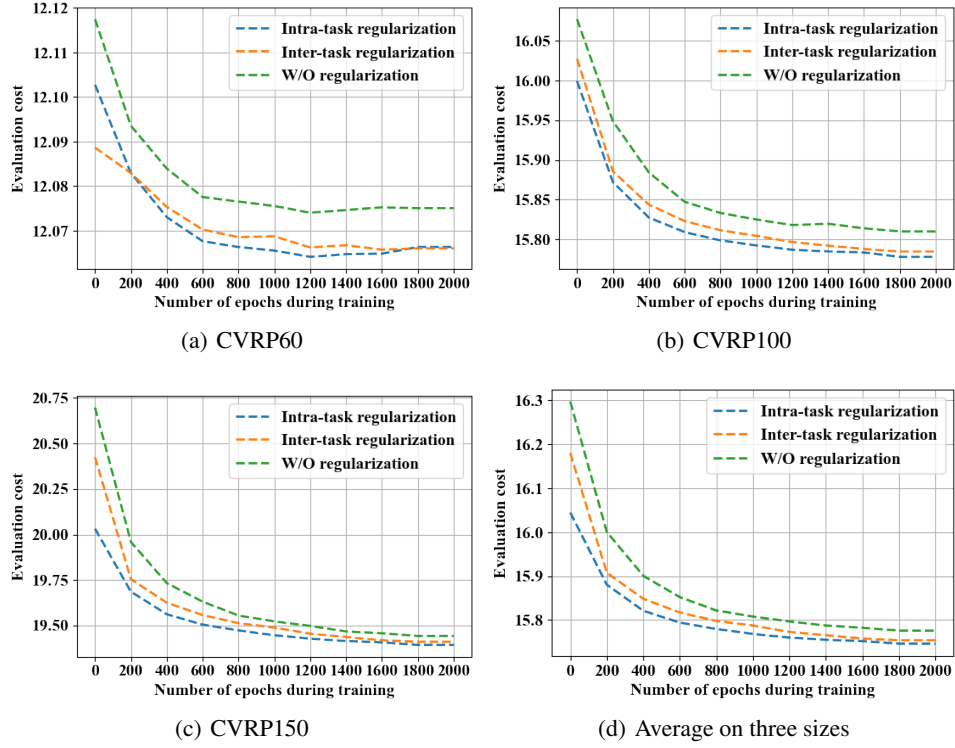 12.12
12.11
12.10
12.09
12.08
12.07
Evaluation cost
Intra-task regularization
Inter-task regularization
W/O regularization
0 200 400 600 800 1000 1200 1400 1600 1800 2000
Number of epochs during training
(a) CVRP60
16.05
16.00
15.95
15.90
15.85
15.80
Evaluation cost
Intra-task regularization
Inter-task regularization
W/O regularization
0 200 400 600 800 1000 1200 1400 1600 1800 2000
Number of epochs during training
(b) CVRP100
20.75
20.50
20.25
20.00
19.75
19.50
Evaluation cost
Intra-task regularization
Inter-task regularization
W/O regularization
0 200 400 600 800 1000 1200 1400 1600 1800 2000
Number of epochs during training
(c) CVRP150
16.3
16.2
16.1
16.0
15.9
15.8
Evaluation cost
Intra-task regularization
Inter-task regularization
W/O regularization
0 200 400 600 800 1000 1200 1400 1600 1800 2000
Number of epochs during training
(d) Average on three sizes